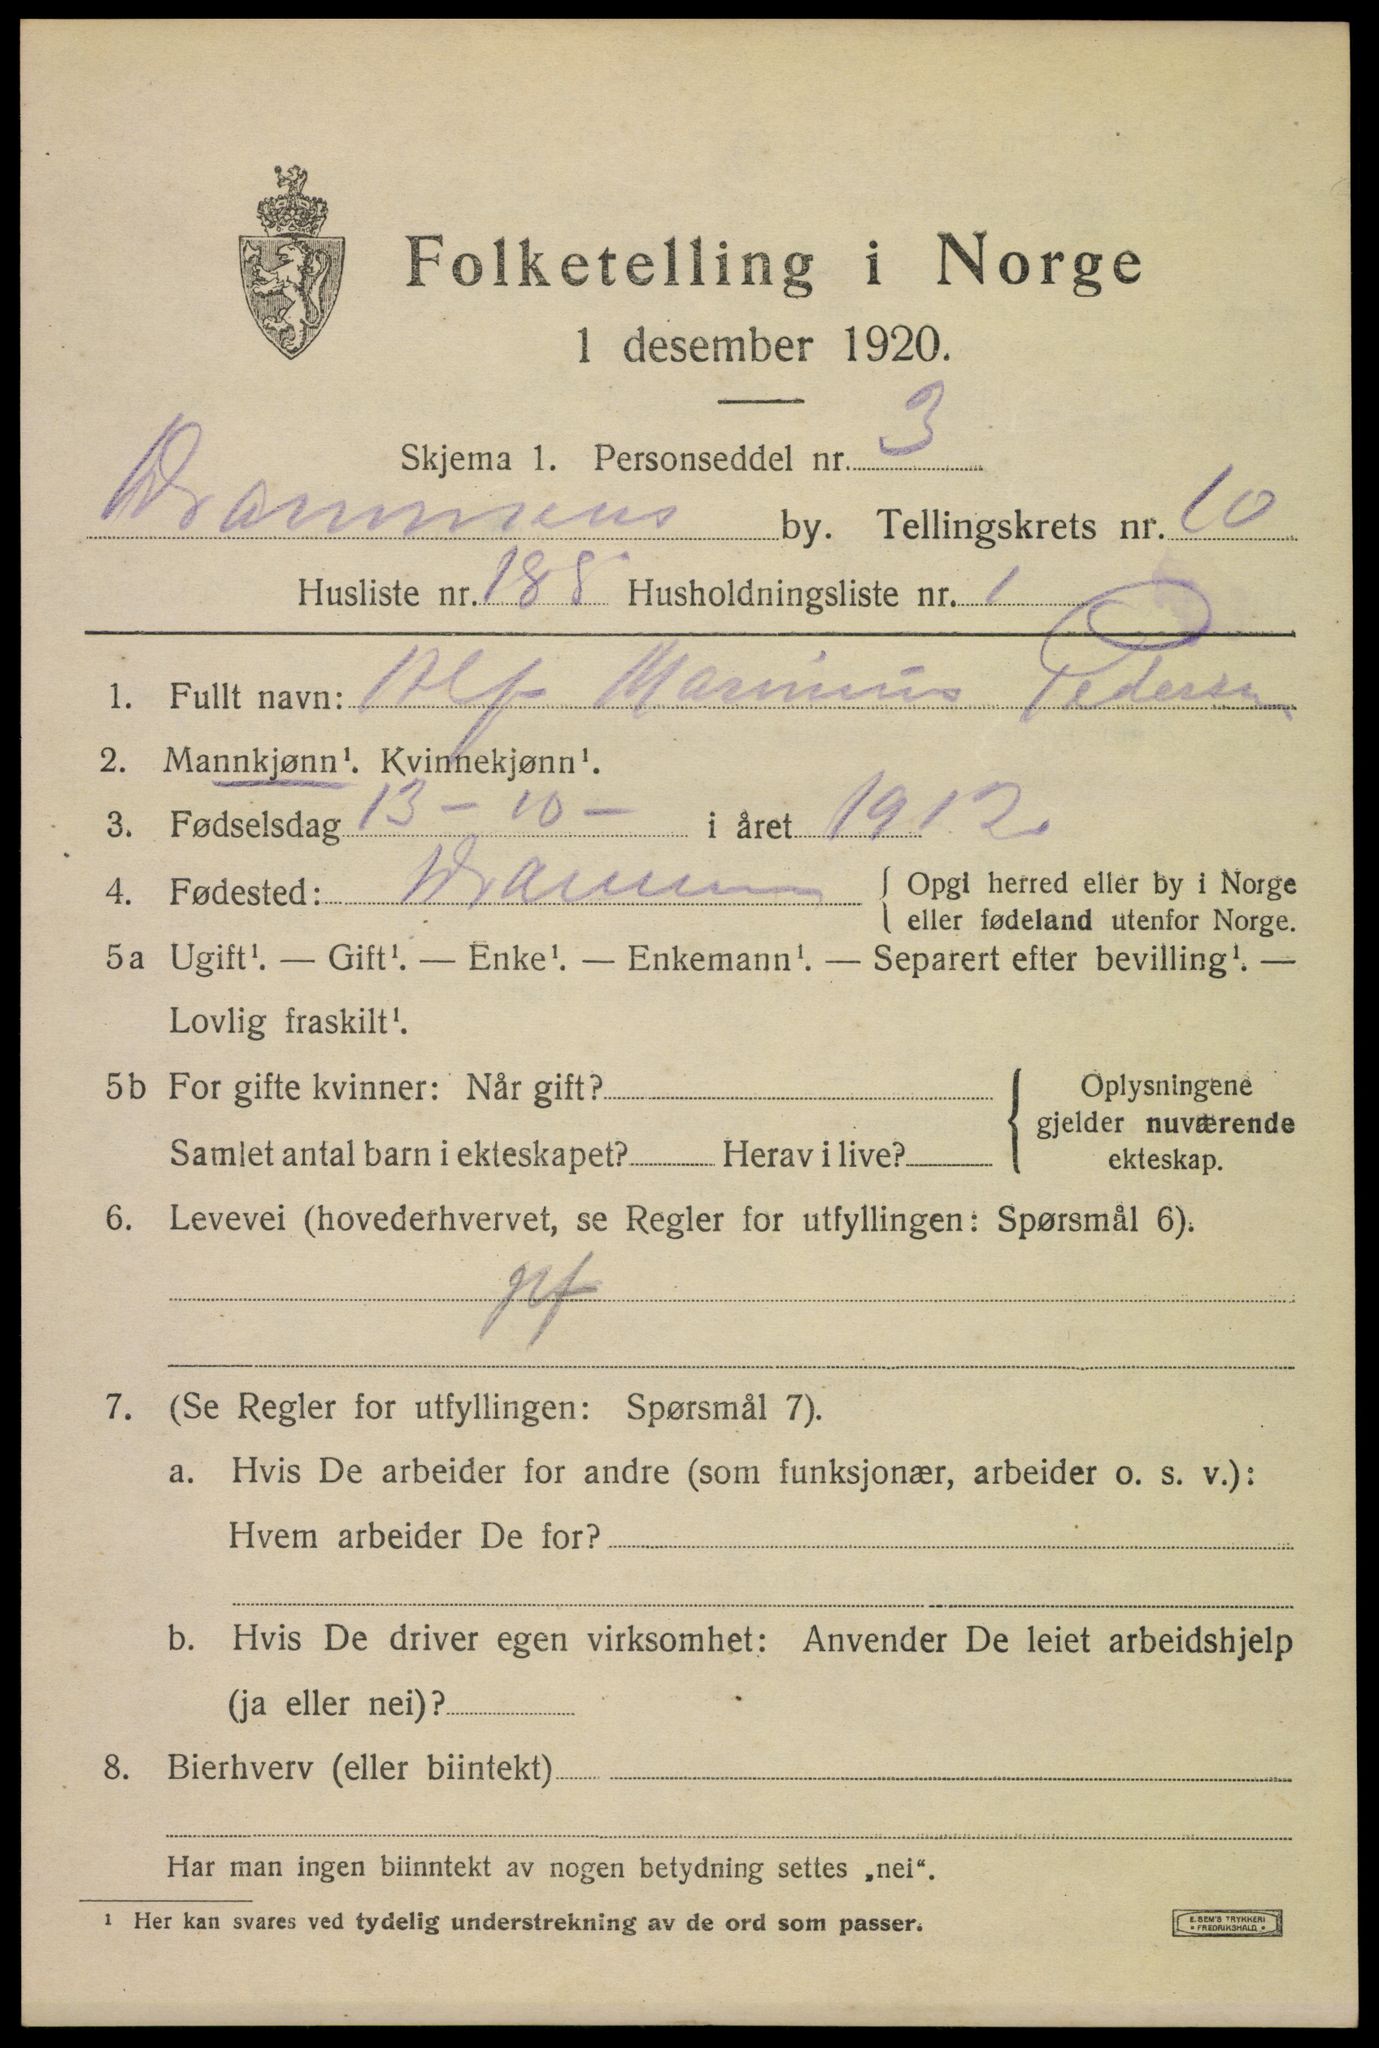 Folketelling i Norge
1 desember 1920.
Skjema 1. Personseddel nr. 3
Drammens by. Tellingskrets nr. 10
Husliste nr. 188 Husholdningsliste nr. 1
1. Fullt navn: Alf Marinius Pedersen
2. Mannkjønn¹. Kvinnekjønn¹.
3. Fødselsdag 13-10- i året 1912.
4. Fødested: Drammen { Opgi herred eller by i Norge
eller fødeland utenfor Norge.
5a Ugift¹. — Gift¹. — Enke¹. — Enkemann¹. — Separert efter bevilling¹. —
Lovlig fraskilt¹.
5b For gifte kvinner: Når gift? { Oplysningene
gjelder nuværende
Samlet antal barn i ekteskapet? Herav i live? ekteskap.
6. Levevei (hovederhvervet, se Regler for utfyllingen: Spørsmål 6).
7. (Se Regler for utfyllingen: Spørsmål 7).
a. Hvis De arbeider for andre (som funksjonær, arbeider o. s. v.):
Hvem arbeider De for?
b. Hvis De driver egen virksomhet: Anvender De leiet arbeidshjelp
(ja eller nei)?
8. Bierhverv (eller biintekt)
Har man ingen biinntekt av nogen betydning settes „nei“.
¹ Her kan svares ved tydelig understrekning av de ord som passer.
E. SEM'S TRYKKERI
FREDRIKSHALD